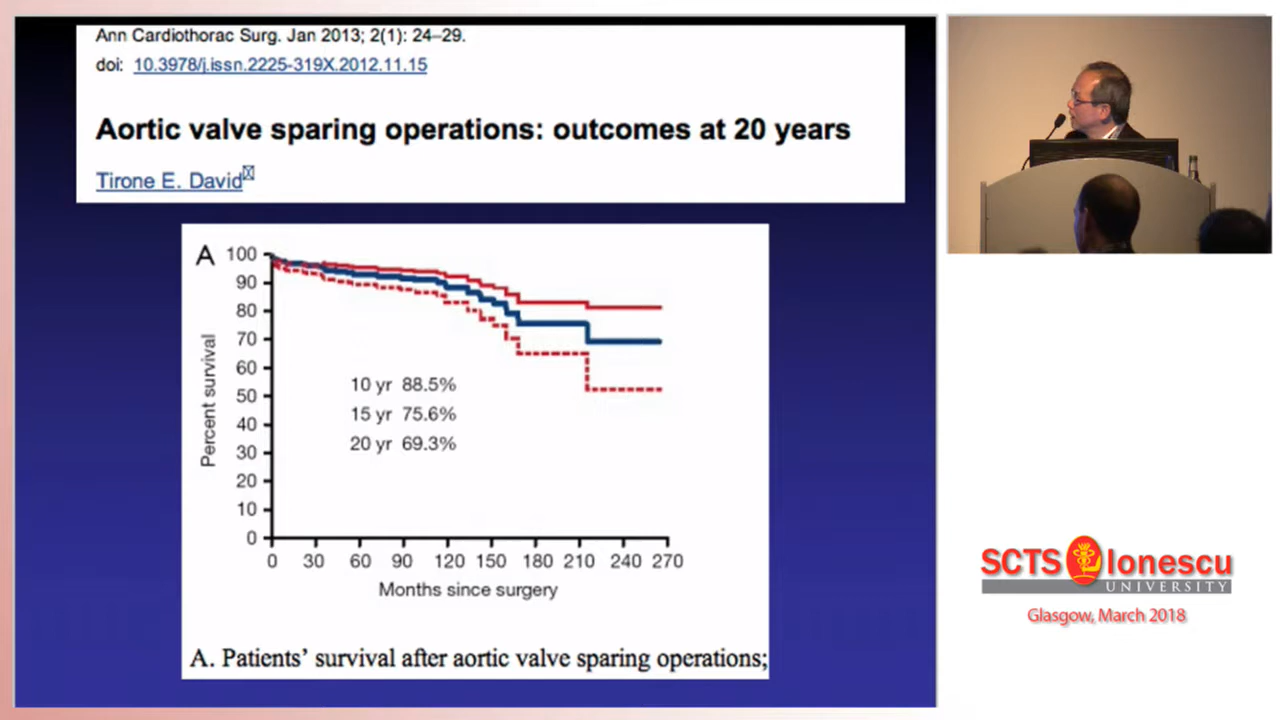 Ann Cardiothorac Surg. Jan 2013; 2(1): 24–29.
doi: 10.3978/j.issn.2225-319X.2012.11.15
Aortic valve sparing operations: outcomes at 20 years
Tirone E. David
A
100
90
80
70
60
50
40
30
20
10
0
Percent survival
10 yr 88.5%
15 yr 75.6%
20 yr 69.3%
0 30 60 90 120 150 180 210 240 270
Months since surgery
A. Patients’ survival after aortic valve sparing operations;
SCTS Ionescu
UNIVERSITY
Glasgow, March 2018